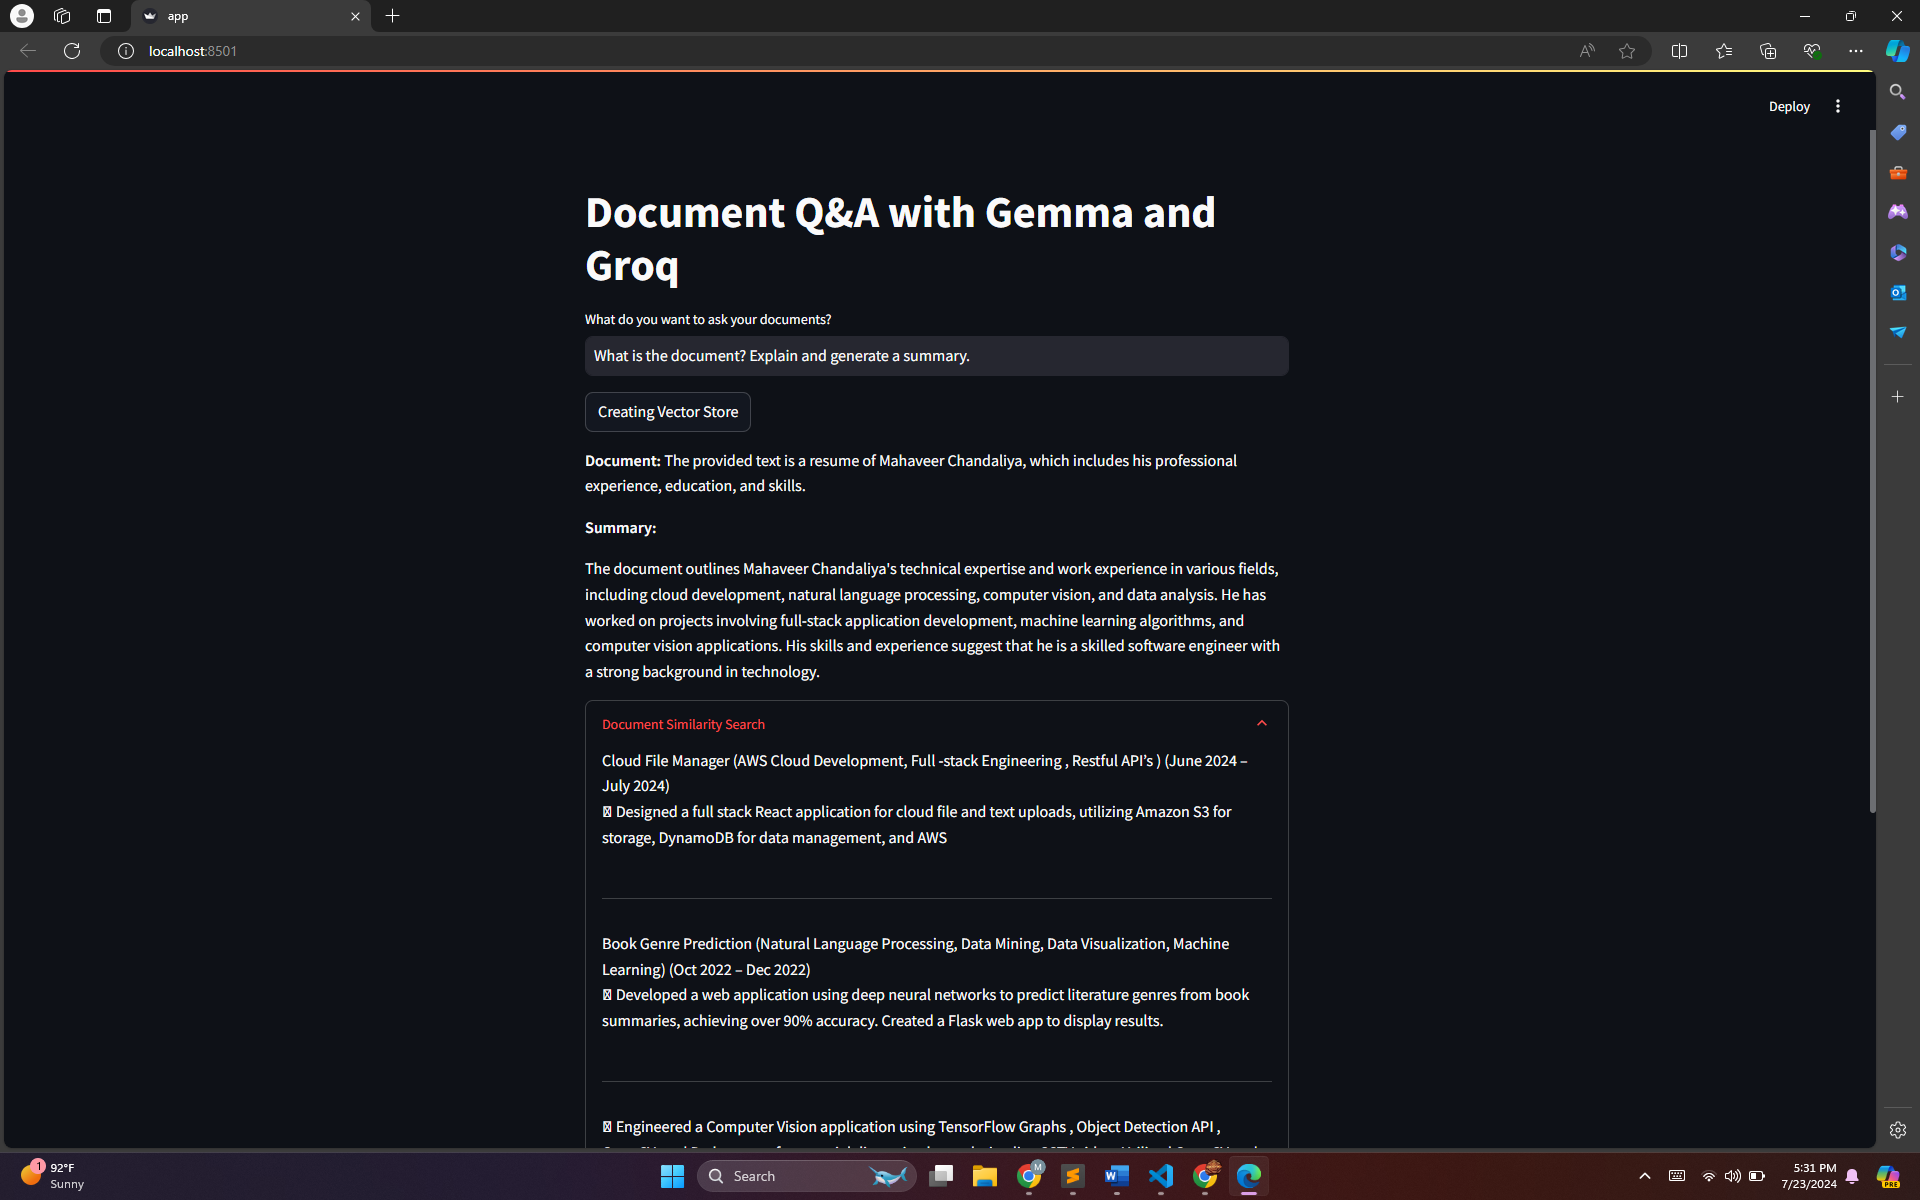 app
localhost:8501
Deploy
Document Q&A with Gemma and
Groq
What do you want to ask your documents?
What is the document? Explain and generate a summary.
Creating Vector Store
Document: The provided text is a resume of Mahaveer Chandaliya, which includes his professional
experience, education, and skills.
Summary:
The document outlines Mahaveer Chandaliya's technical expertise and work experience in various fields,
including cloud development, natural language processing, computer vision, and data analysis. He has
worked on projects involving full-stack application development, machine learning algorithms, and
computer vision applications. His skills and experience suggest that he is a skilled software engineer with
a strong background in technology.
Document Similarity Search
Cloud File Manager (AWS Cloud Development, Full -stack Engineering , Restful API’s ) (June 2024 –
July 2024)
Designed a full stack React application for cloud file and text uploads, utilizing Amazon S3 for
storage, DynamoDB for data management, and AWS
Book Genre Prediction (Natural Language Processing, Data Mining, Data Visualization, Machine
Learning) (Oct 2022 – Dec 2022)
Developed a web application using deep neural networks to predict literature genres from book
summaries, achieving over 90% accuracy. Created a Flask web app to display results.
Engineered a Computer Vision application using TensorFlow Graphs , Object Detection API ,
1
92°F
Sunny
Search
M
5:31 PM
7/23/2024
PRE